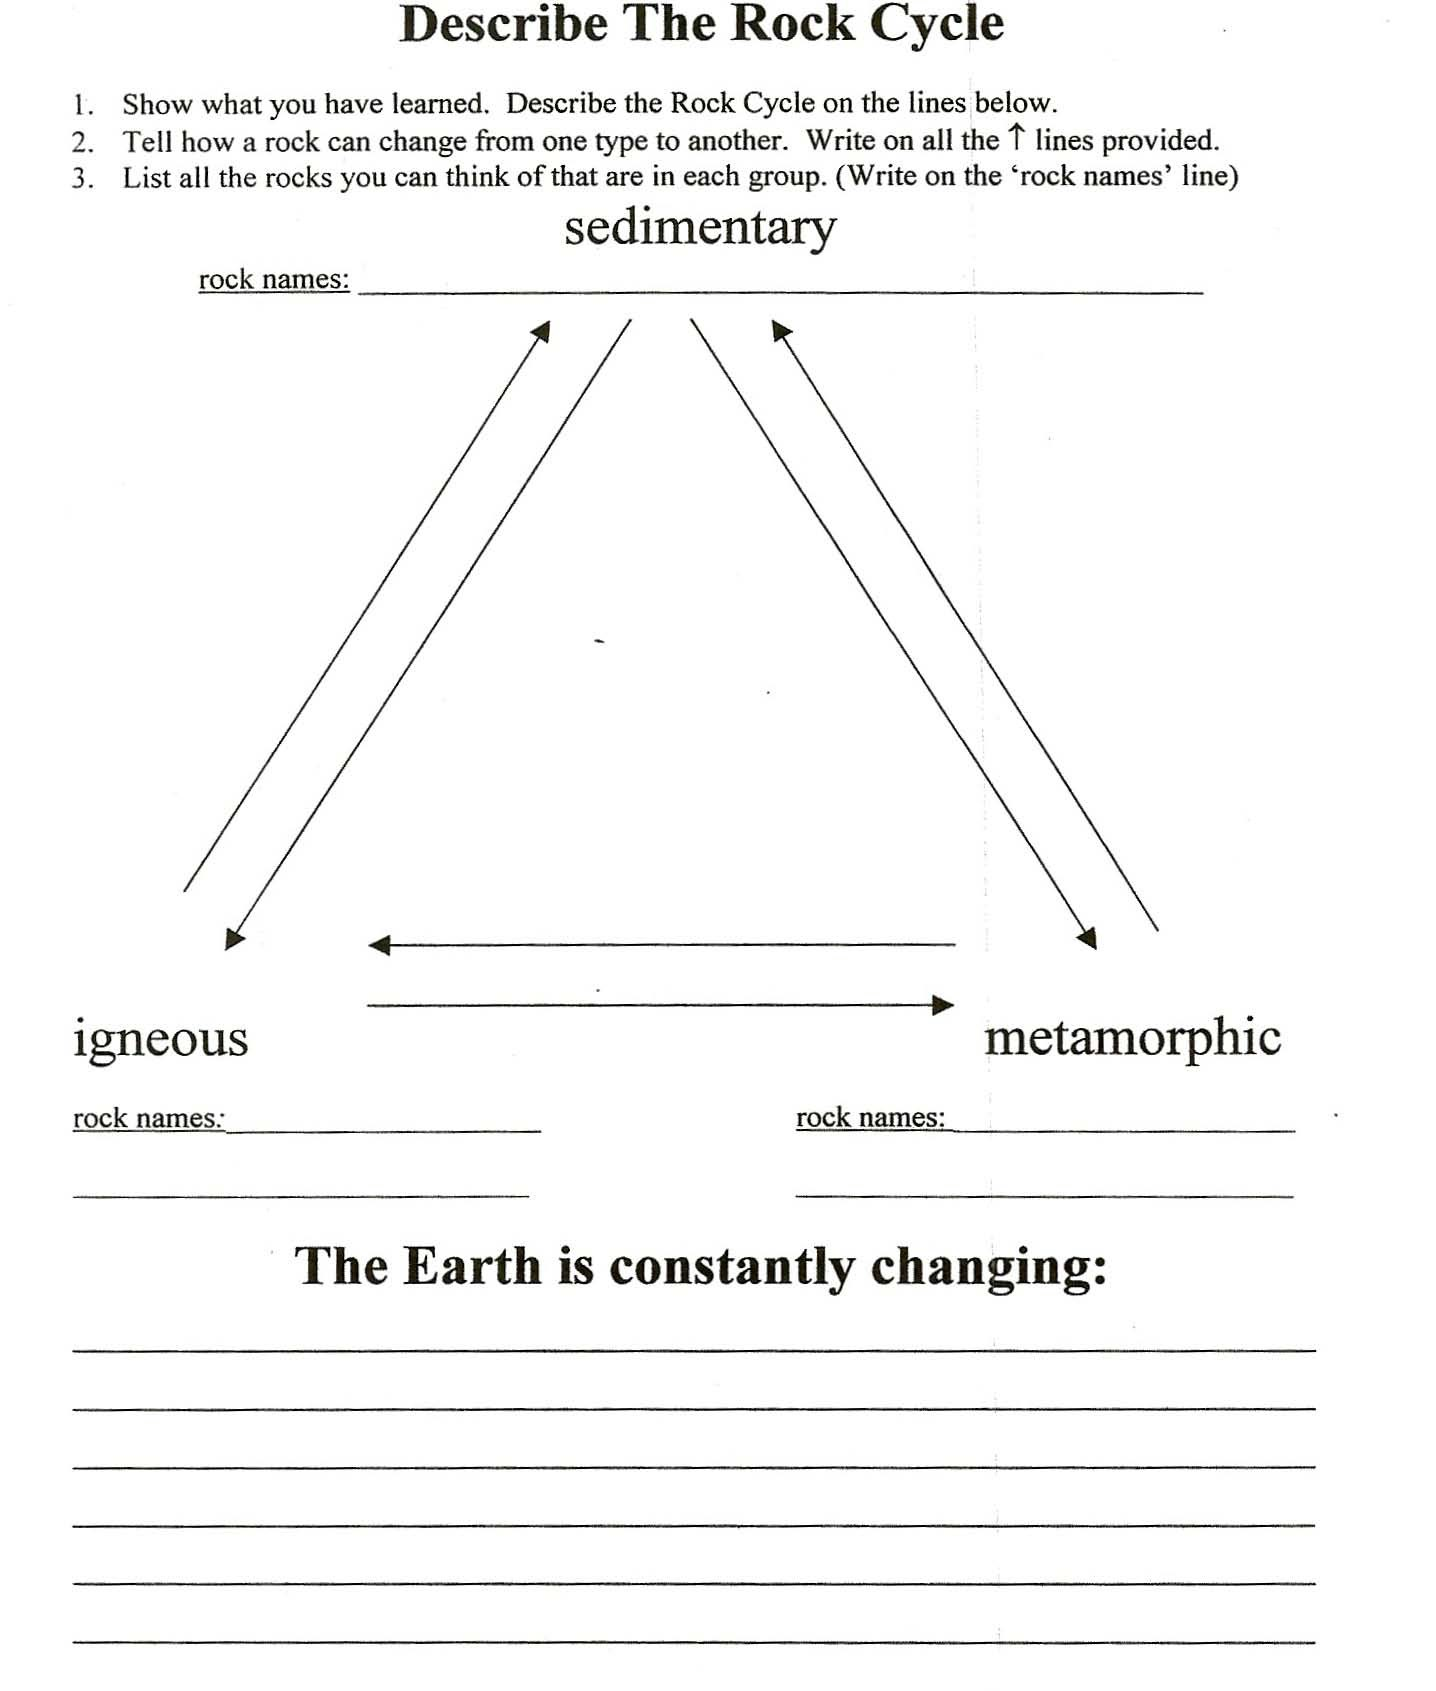 Describe The Rock Cycle
1. Show what you have learned. Describe the Rock Cycle on the lines below.
2. Tell how a rock can change from one type to another. Write on all the ↑ lines provided.
3. List all the rocks you can think of that are in each group. (Write on the ‘rock names’ line)
sedimentary
rock names:
igneous
metamorphic
rock names:
rock names:
The Earth is constantly changing: